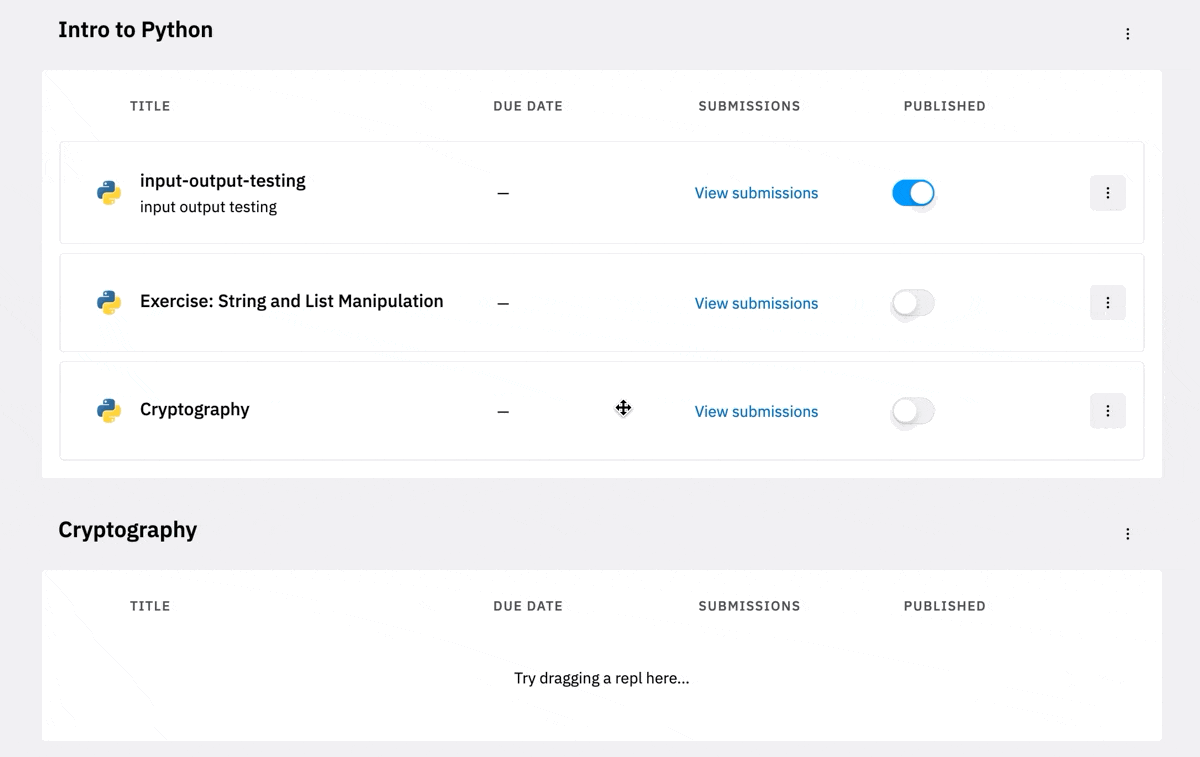 Intro to Python
TITLE DUE DATE SUBMISSIONS PUBLISHED
input-output-testing
input output testing
– View submissions
Exercise: String and List Manipulation – View submissions
Cryptography – View submissions
Cryptography
TITLE DUE DATE SUBMISSIONS PUBLISHED
Try dragging a repl here...